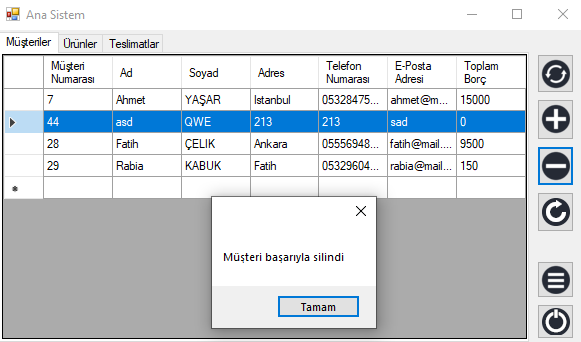 Ana Sistem
Müşteriler Ürünler Teslimatlar
Müşteri Numarası Ad Soyad Adres Telefon Numarası E-Posta Adresi Toplam Borç
7 Ahmet YAŞAR Istanbul 05328475... ahmet@m... 15000
44 asd QWE 213 213 sad 0
28 Fatih ÇELIK Ankara 05556948... fatih@mail.... 9500
29 Rabia KABUK Fatih 05329604... rabia@mail... 150
Müşteri başarıyla silindi
Tamam